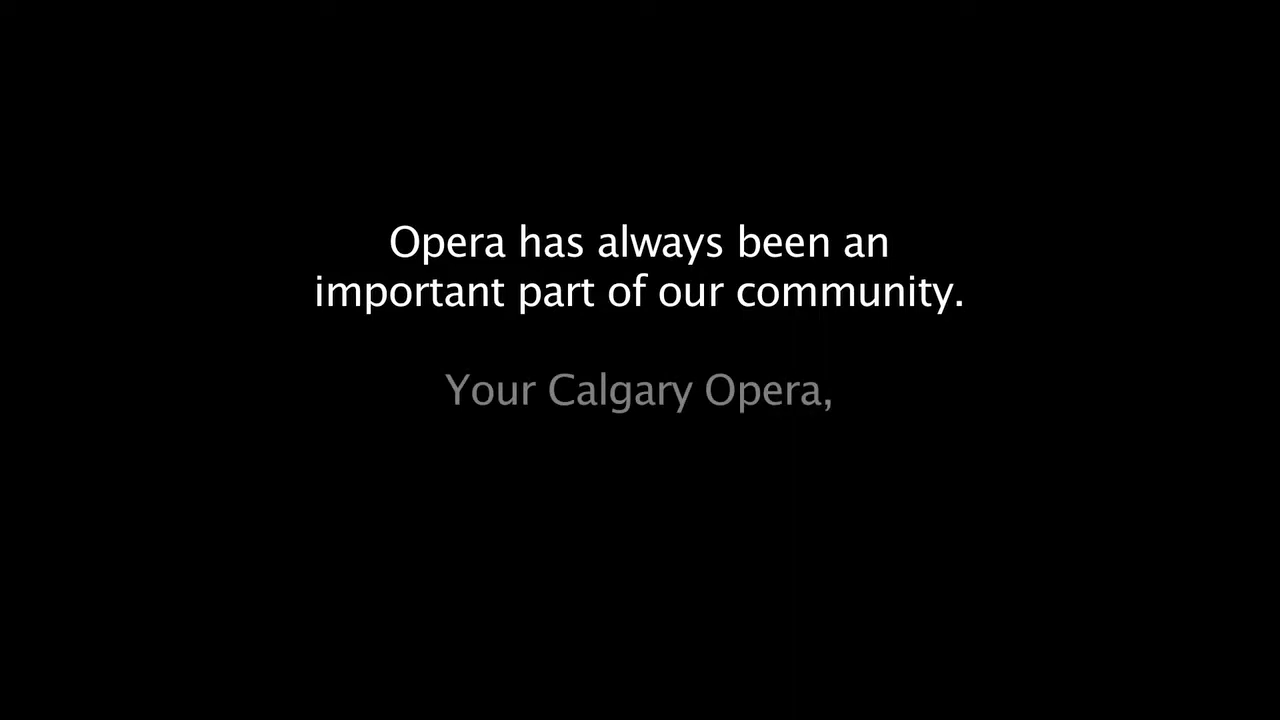 Opera has always been an
important part of our community.
Your Calgary Opera,